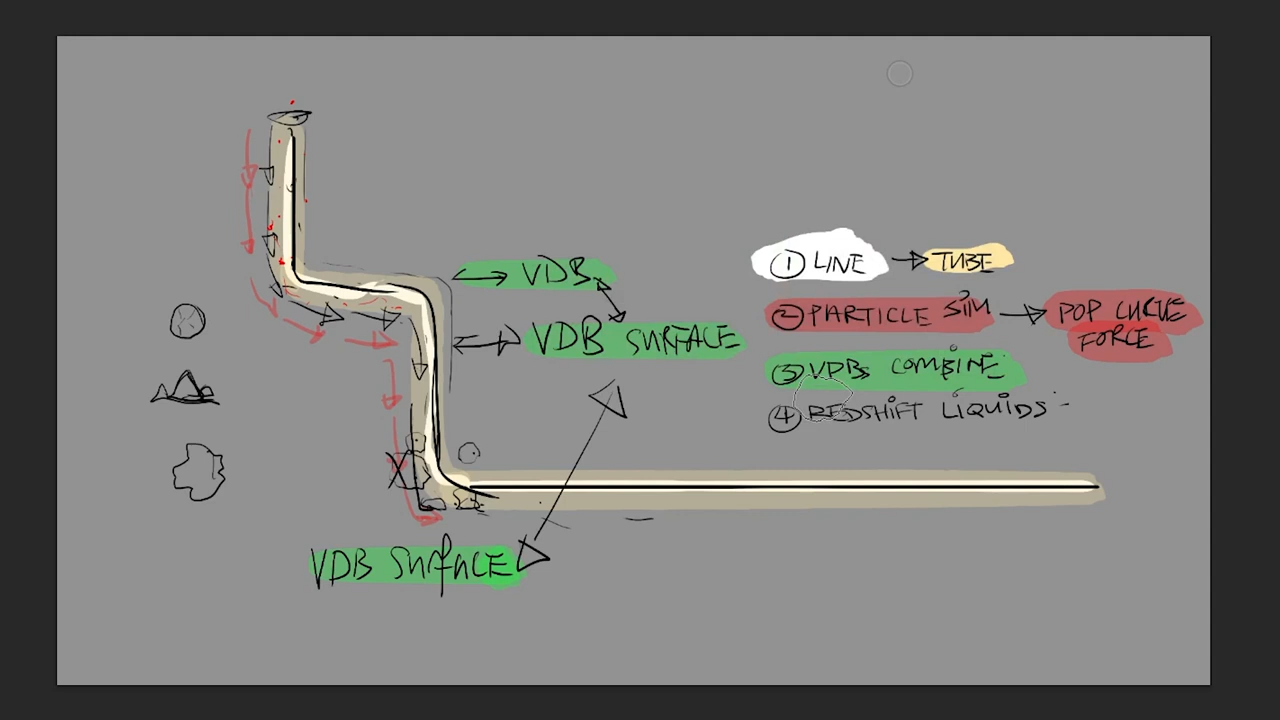 ① LINE → TUBE
② PARTICLE SIM → POP CURVE FORCE
③ VDBs COMBINE
④ REDSHIFT LIQUIDS
VDB
VDB SURFACE
VDB SURFACE